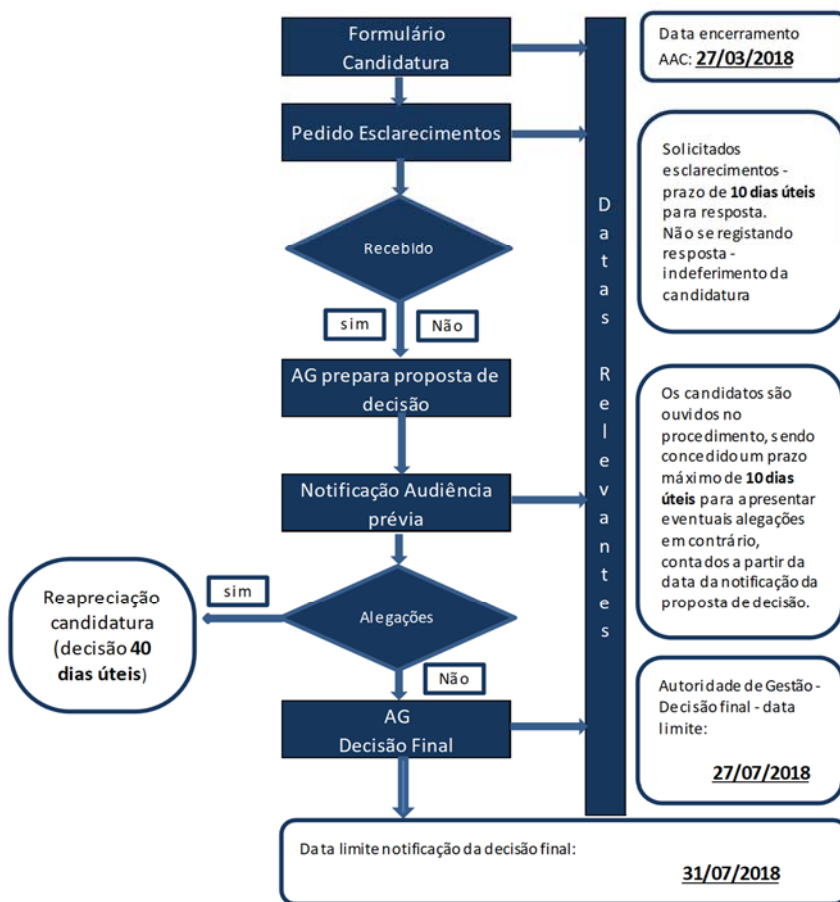 Formulário
Candidatura
Data encerramento
AAC: 27/03/2018
Pedido Esclarecimentos
Solicitados
esclarecimentos -
prazo de 10 dias úteis
para resposta.
Não se registando
resposta -
indeferimento da
candidatura
Recebido
sim
Não
Datas Relevantes
AG prepara proposta de
decisão
Os candidatos são
ouvidos no
procedimento, sendo
concedido um prazo
máximo de 10 dias
úteis para apresentar
eventuais alegações
em contrário,
contados a partir da
data da notificação da
proposta de decisão.
Notificação Audiência
prévia
Alegações
sim
Reapreciação
candidatura
(decisão 40
dias úteis)
Não
AG
Decisão Final
Autoridade de Gestão -
Decisão final - data
limite:
27/07/2018
Data limite notificação da decisão final:
31/07/2018